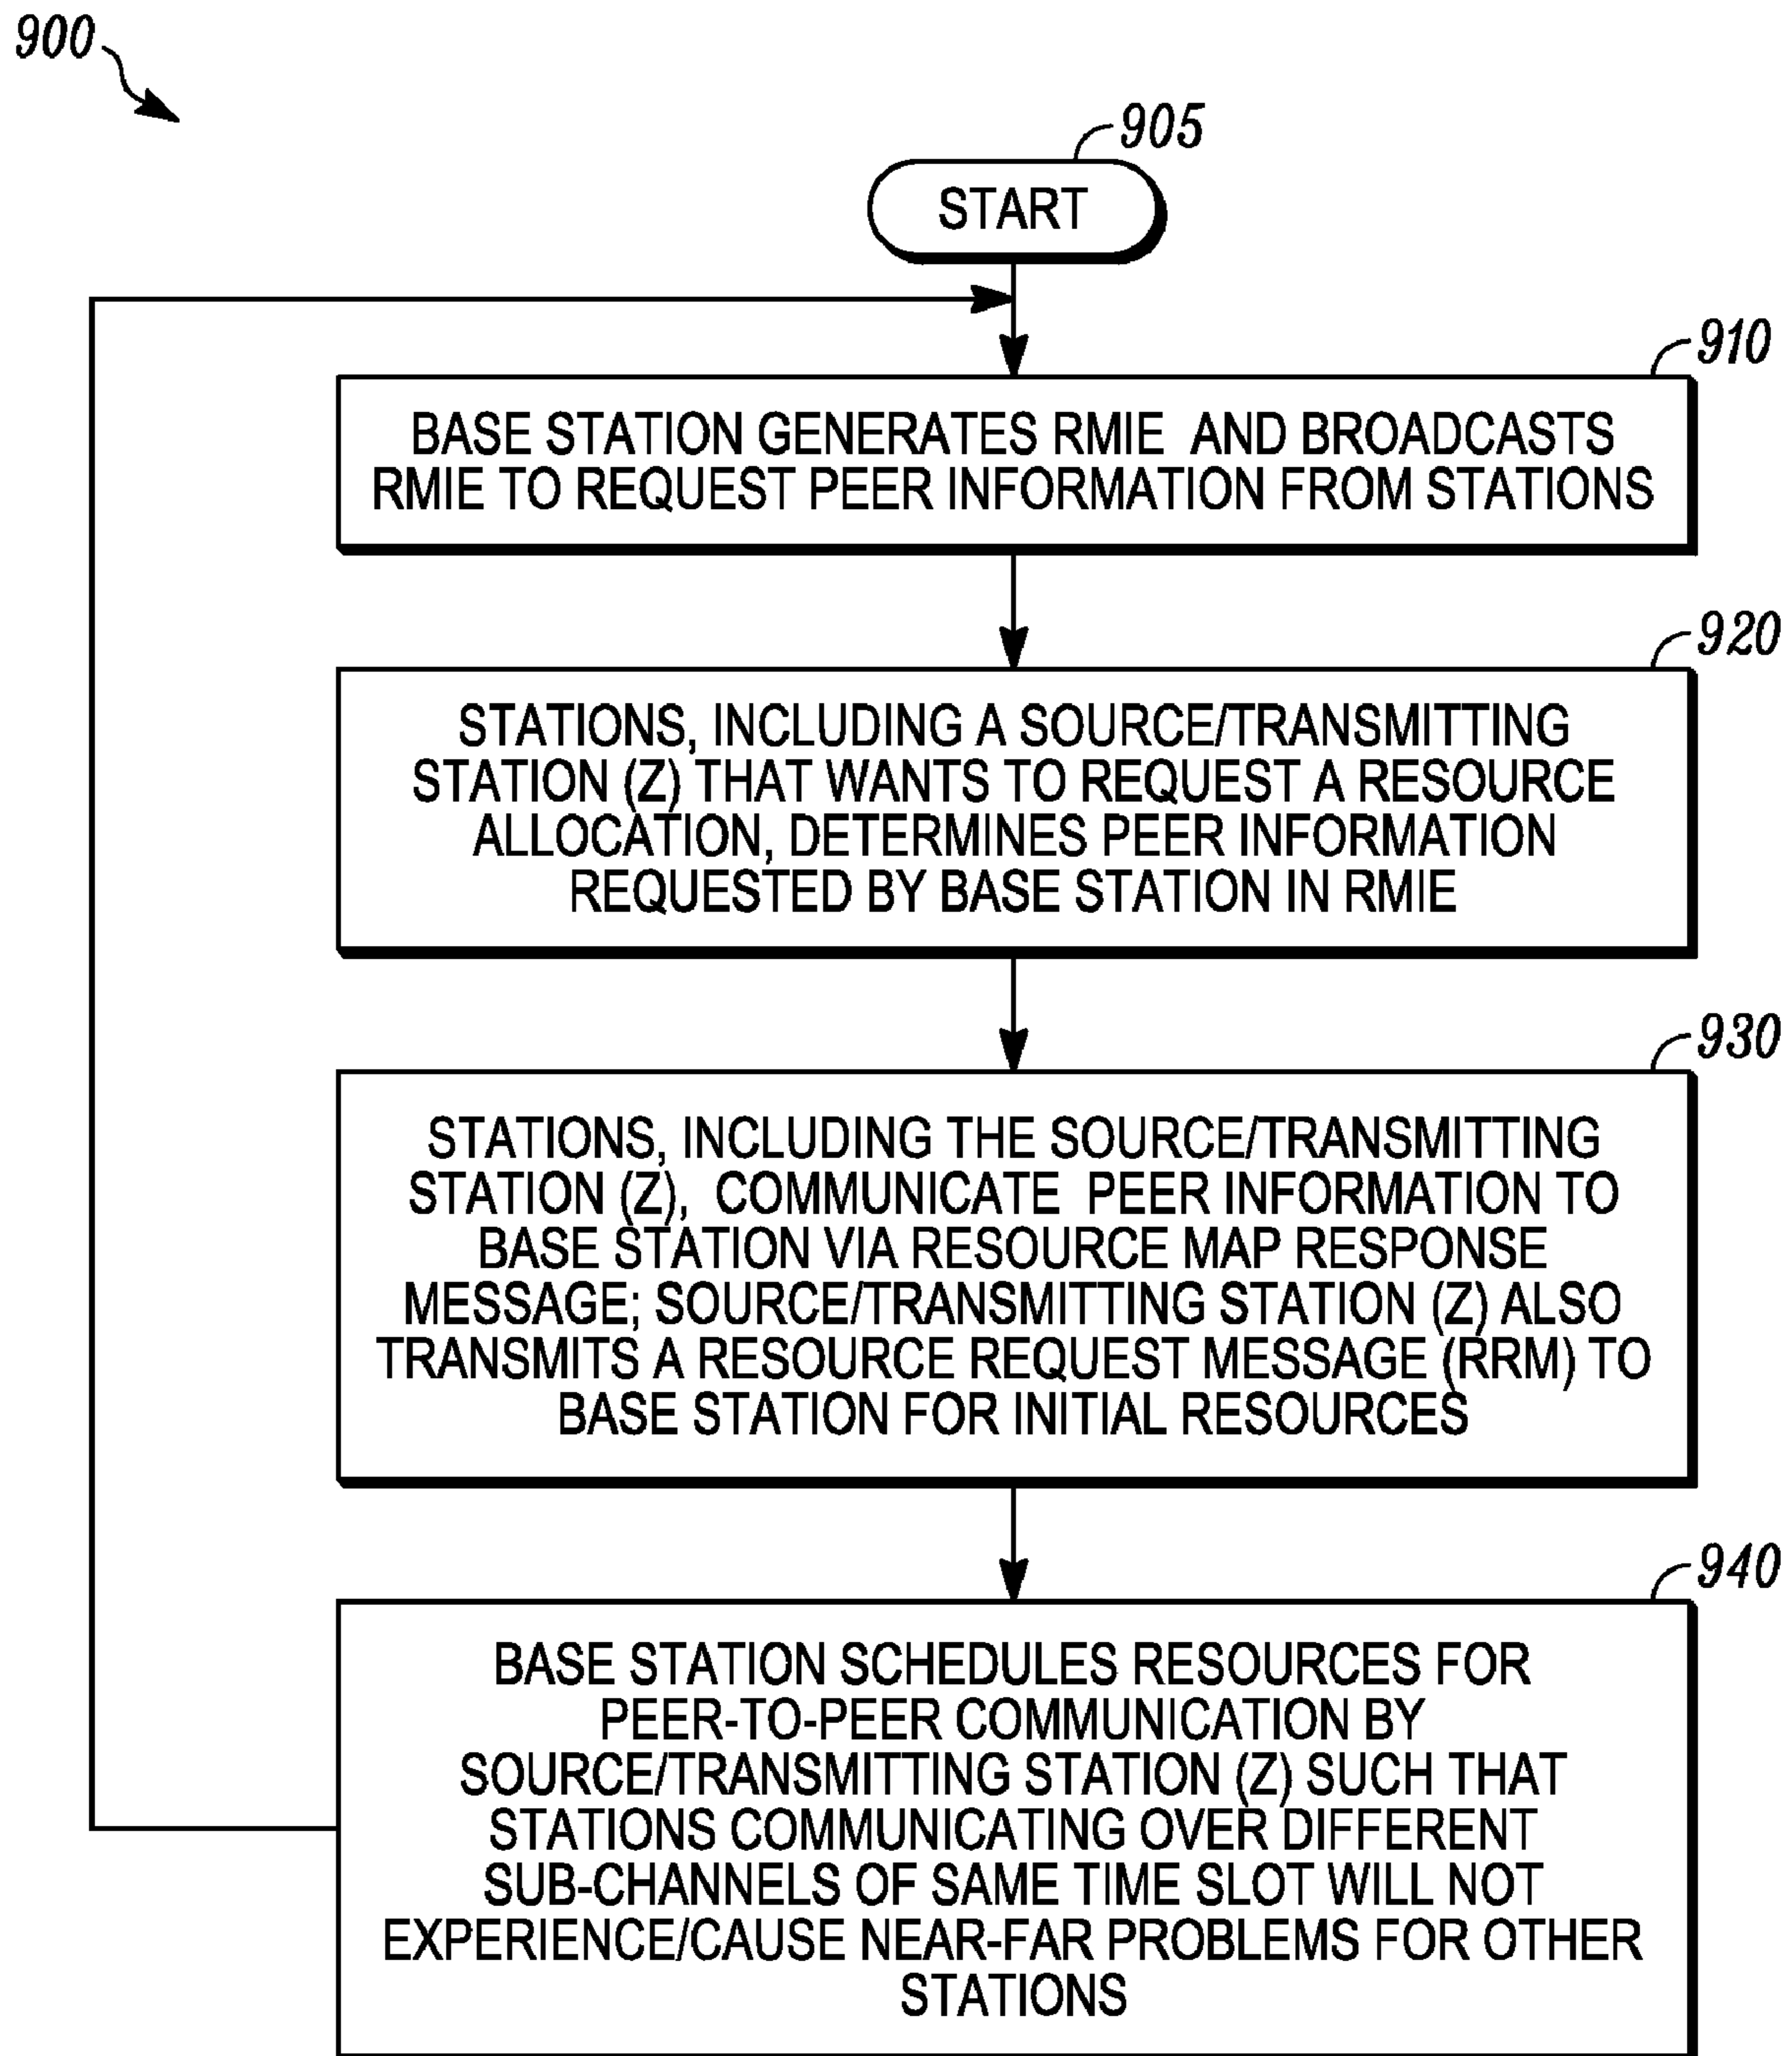 900
905
START
910
BASE STATION GENERATES RMIE AND BROADCASTS
RMIE TO REQUEST PEER INFORMATION FROM STATIONS
920
STATIONS, INCLUDING A SOURCE/TRANSMITTING
STATION (Z) THAT WANTS TO REQUEST A RESOURCE
ALLOCATION, DETERMINES PEER INFORMATION
REQUESTED BY BASE STATION IN RMIE
930
STATIONS, INCLUDING THE SOURCE/TRANSMITTING
STATION (Z), COMMUNICATE PEER INFORMATION TO
BASE STATION VIA RESOURCE MAP RESPONSE
MESSAGE; SOURCE/TRANSMITTING STATION (Z) ALSO
TRANSMITS A RESOURCE REQUEST MESSAGE (RRM) TO
BASE STATION FOR INITIAL RESOURCES
940
BASE STATION SCHEDULES RESOURCES FOR
PEER-TO-PEER COMMUNICATION BY
SOURCE/TRANSMITTING STATION (Z) SUCH THAT
STATIONS COMMUNICATING OVER DIFFERENT
SUB-CHANNELS OF SAME TIME SLOT WILL NOT
EXPERIENCE/CAUSE NEAR-FAR PROBLEMS FOR OTHER
STATIONS